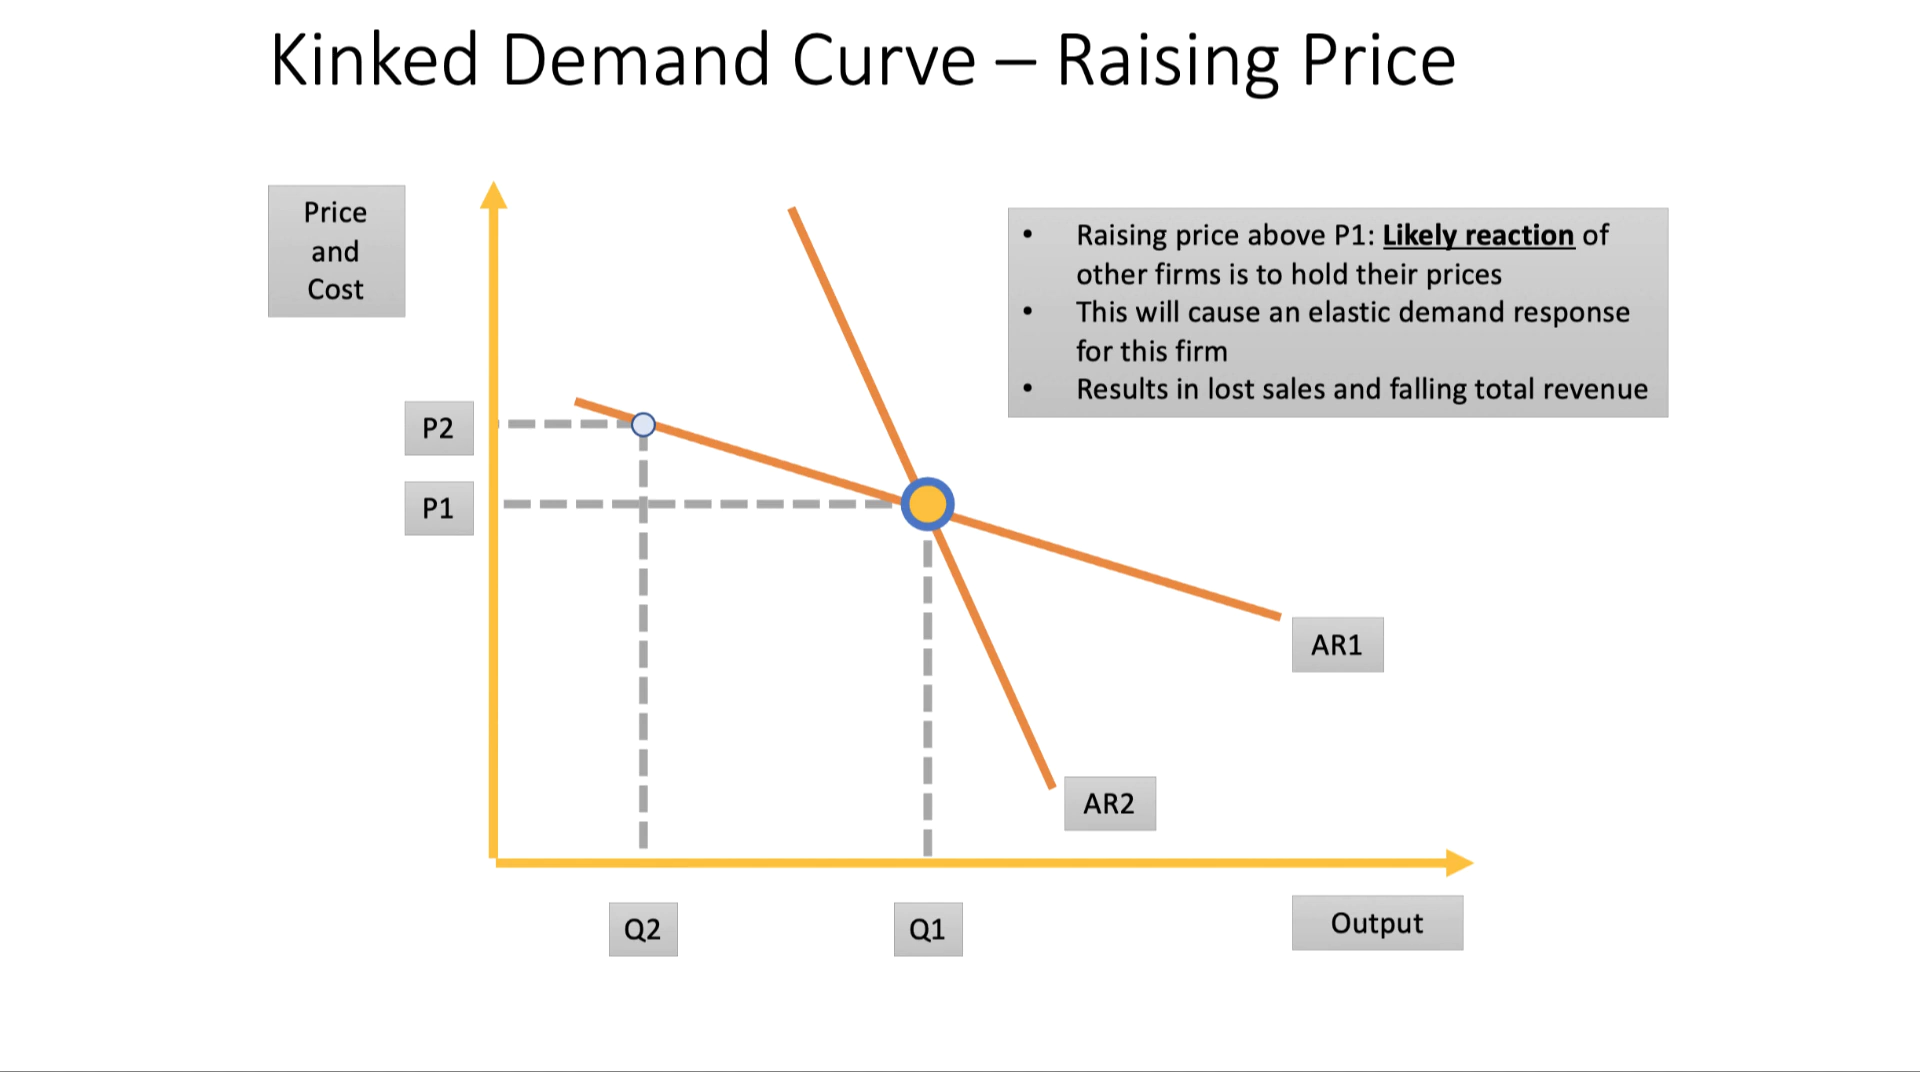 Kinked Demand Curve – Raising Price
Price
and
Cost
• Raising price above P1: Likely reaction of
other firms is to hold their prices
• This will cause an elastic demand response
for this firm
• Results in lost sales and falling total revenue
P2
P1
AR1
AR2
Q2
Q1
Output